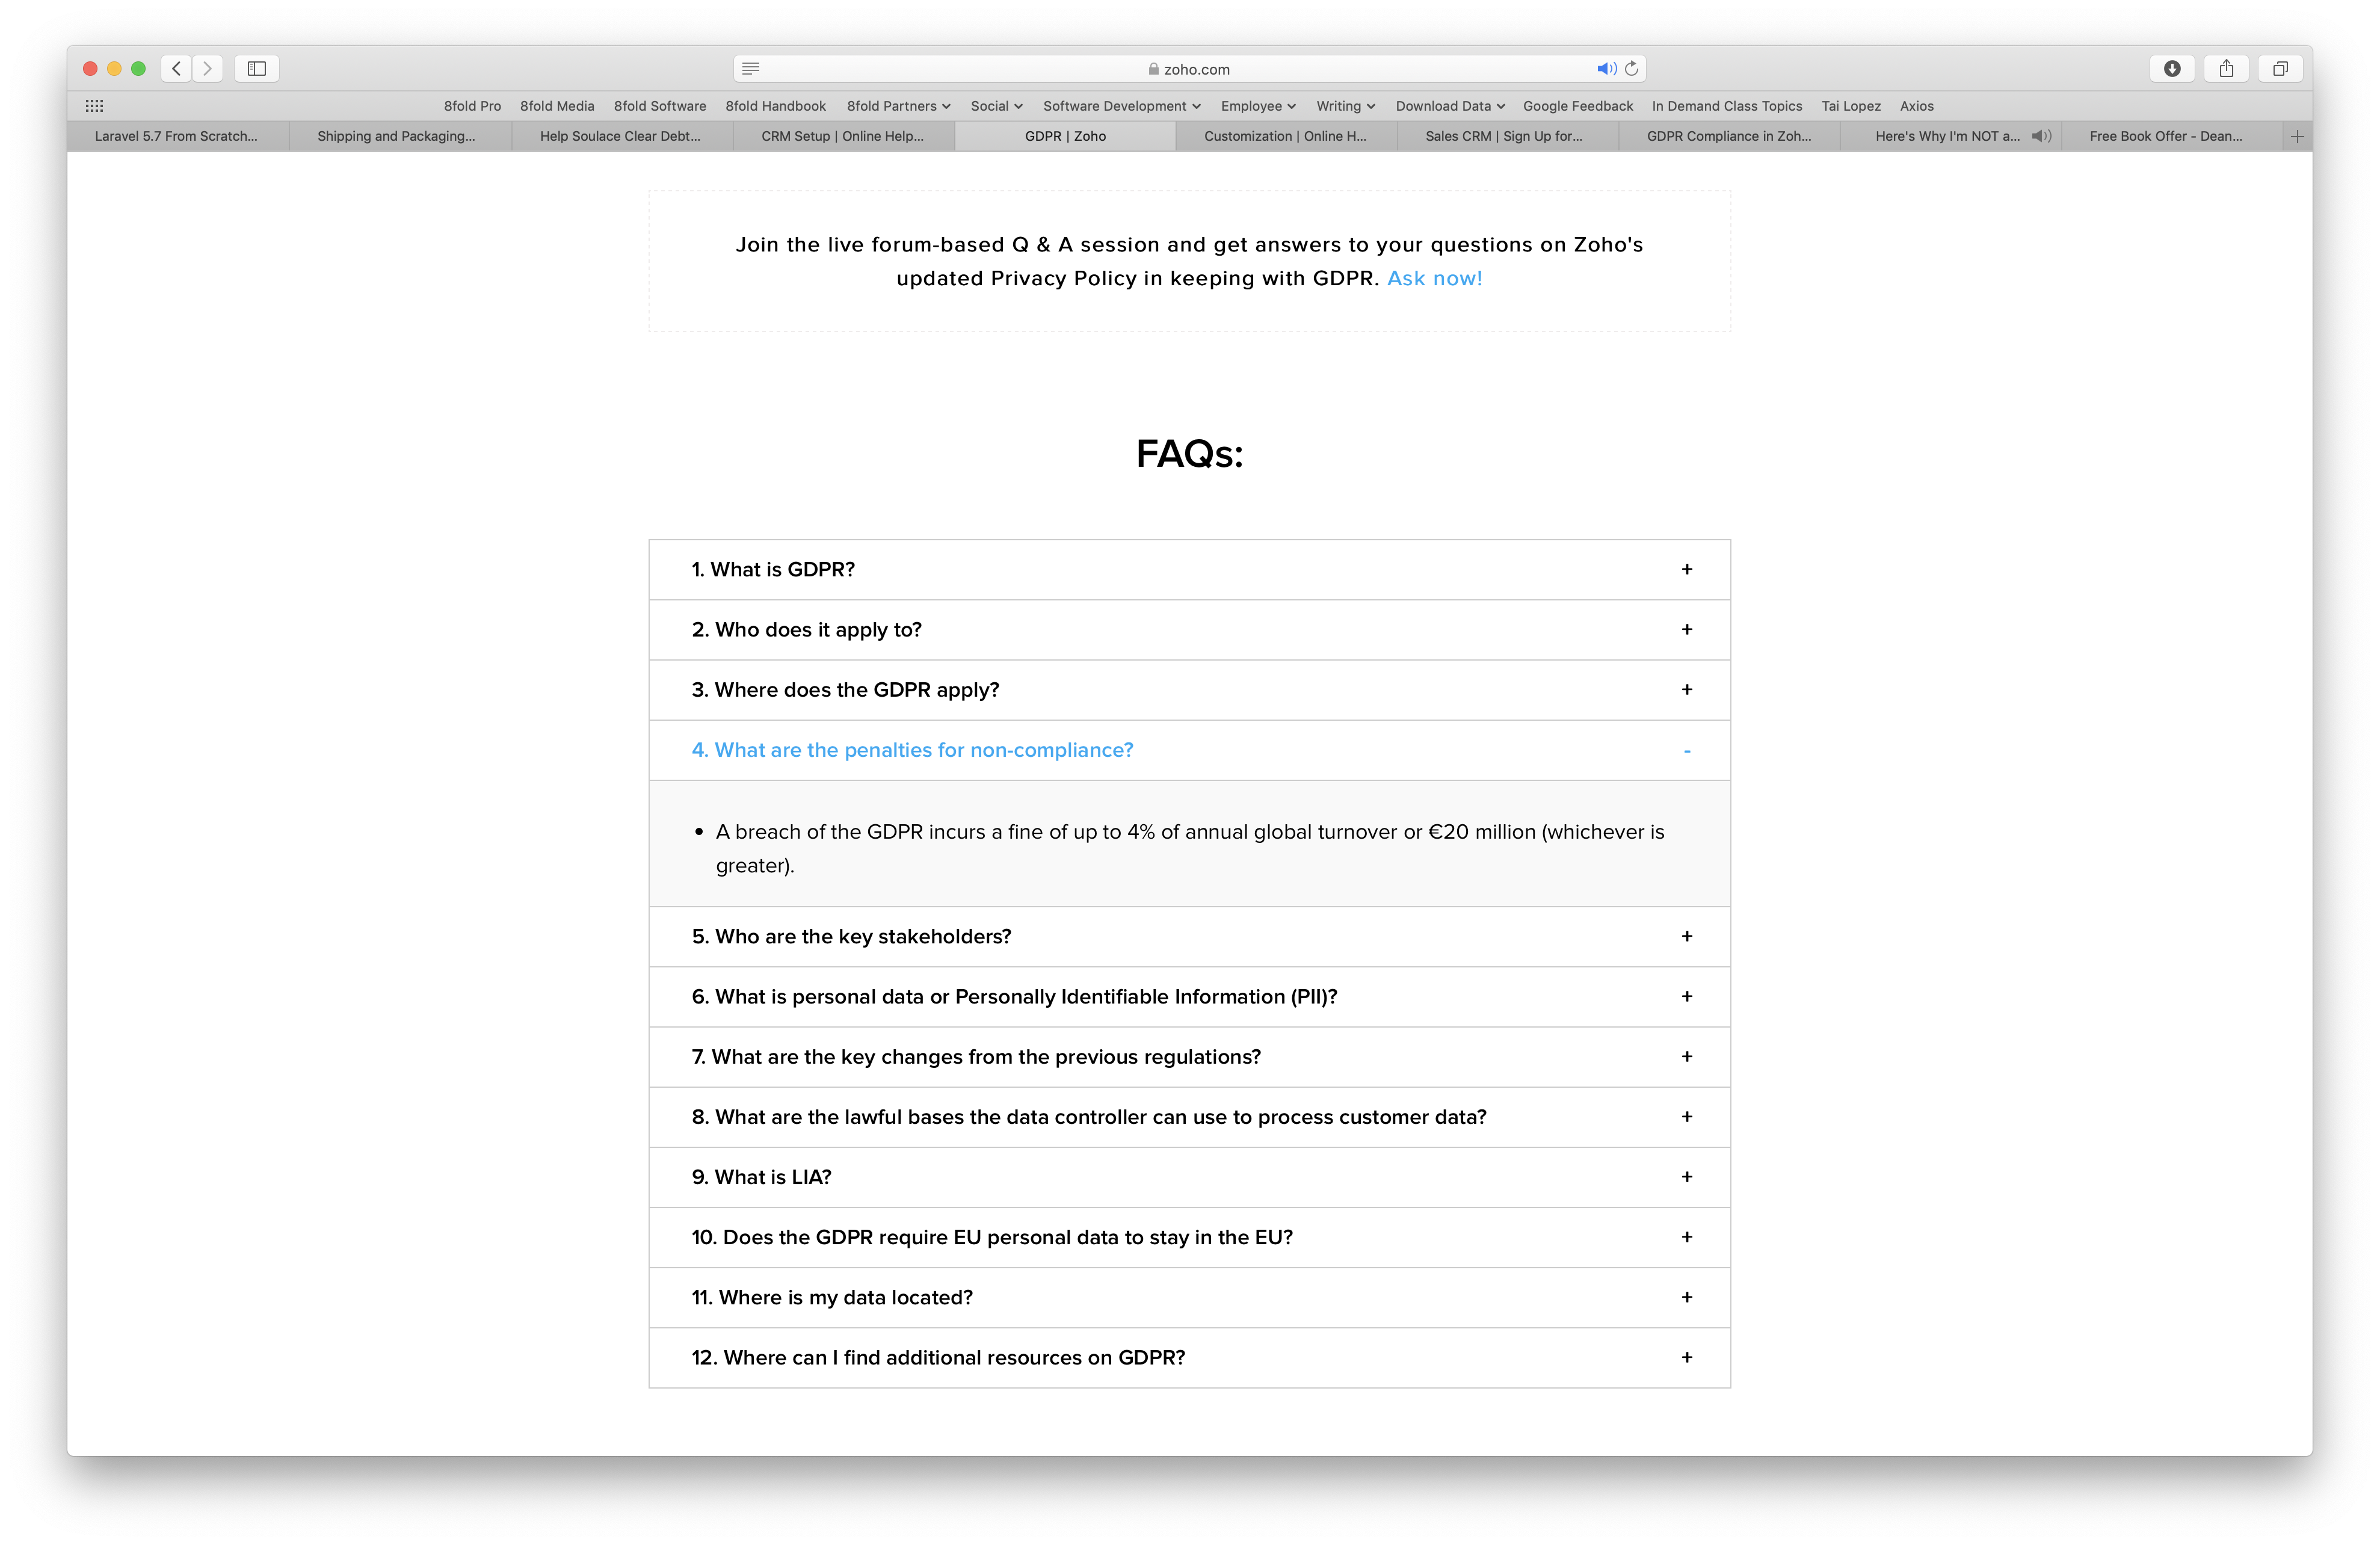 zoho.com
8fold Pro 8fold Media 8fold Software 8fold Handbook 8fold Partners Social Software Development Employee Writing Download Data Google Feedback In Demand Class Topics Tai Lopez Axios
Laravel 5.7 From Scratch... Shipping and Packaging... Help Soulace Clear Debt... CRM Setup | Online Help... GDPR | Zoho Customization | Online H... Sales CRM | Sign Up for... GDPR Compliance in Zoh... Here's Why I'm NOT a... Free Book Offer - Dean...
Join the live forum-based Q & A session and get answers to your questions on Zoho's
updated Privacy Policy in keeping with GDPR. Ask now!
FAQs:
1. What is GDPR? +
2. Who does it apply to? +
3. Where does the GDPR apply? +
4. What are the penalties for non-compliance? -
• A breach of the GDPR incurs a fine of up to 4% of annual global turnover or €20 million (whichever is
greater).
5. Who are the key stakeholders? +
6. What is personal data or Personally Identifiable Information (PII)? +
7. What are the key changes from the previous regulations? +
8. What are the lawful bases the data controller can use to process customer data? +
9. What is LIA? +
10. Does the GDPR require EU personal data to stay in the EU? +
11. Where is my data located? +
12. Where can I find additional resources on GDPR? +